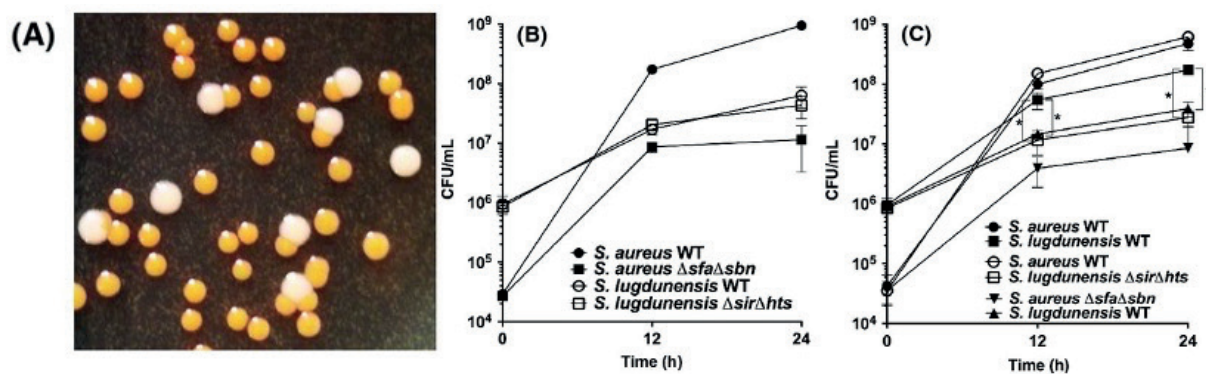 (A)
(B)
CFU/mL
10⁹
10⁸
10⁷
10⁶
10⁵
10⁴
0
12
24
Time (h)
S. aureus WT
S. aureus ΔsfaΔsbn
S. lugdunensis WT
S. lugdunensis ΔsirΔhts
(C)
CFU/mL
10⁹
10⁸
10⁷
10⁶
10⁵
10⁴
0
12
24
Time (h)
*
*
*
S. aureus WT
S. lugdunensis WT
S. aureus WT
S. lugdunensis ΔsirΔhts
S. aureus ΔsfaΔsbn
S. lugdunensis WT